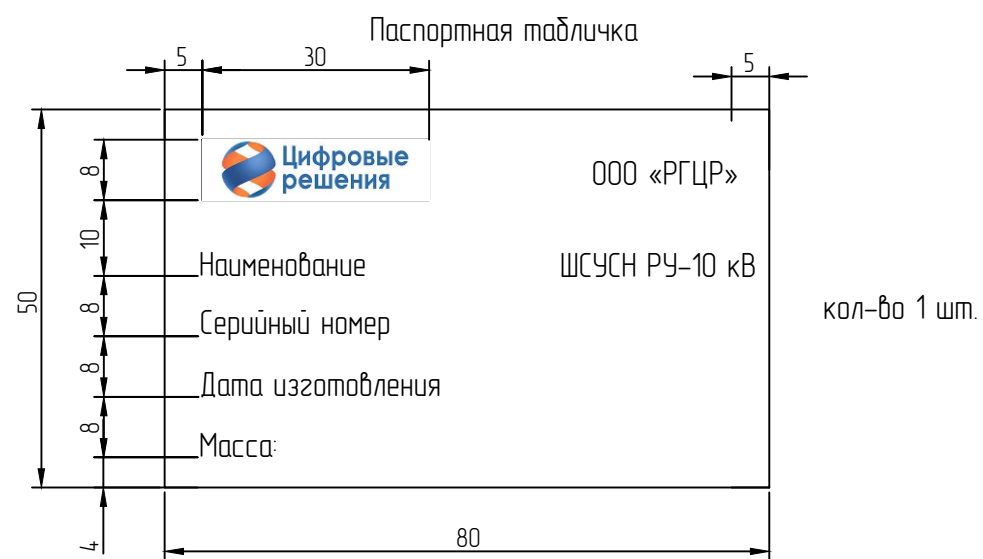 Паспортная табличка
5 30 5
8 Цифровые
решения
ООО «РГЦР»
10
Наименование ШСУСН РУ-10 кВ
50
8
кол-во 1 шт.
Серийный номер
8
Дата изготовления
8
Масса:
4
80